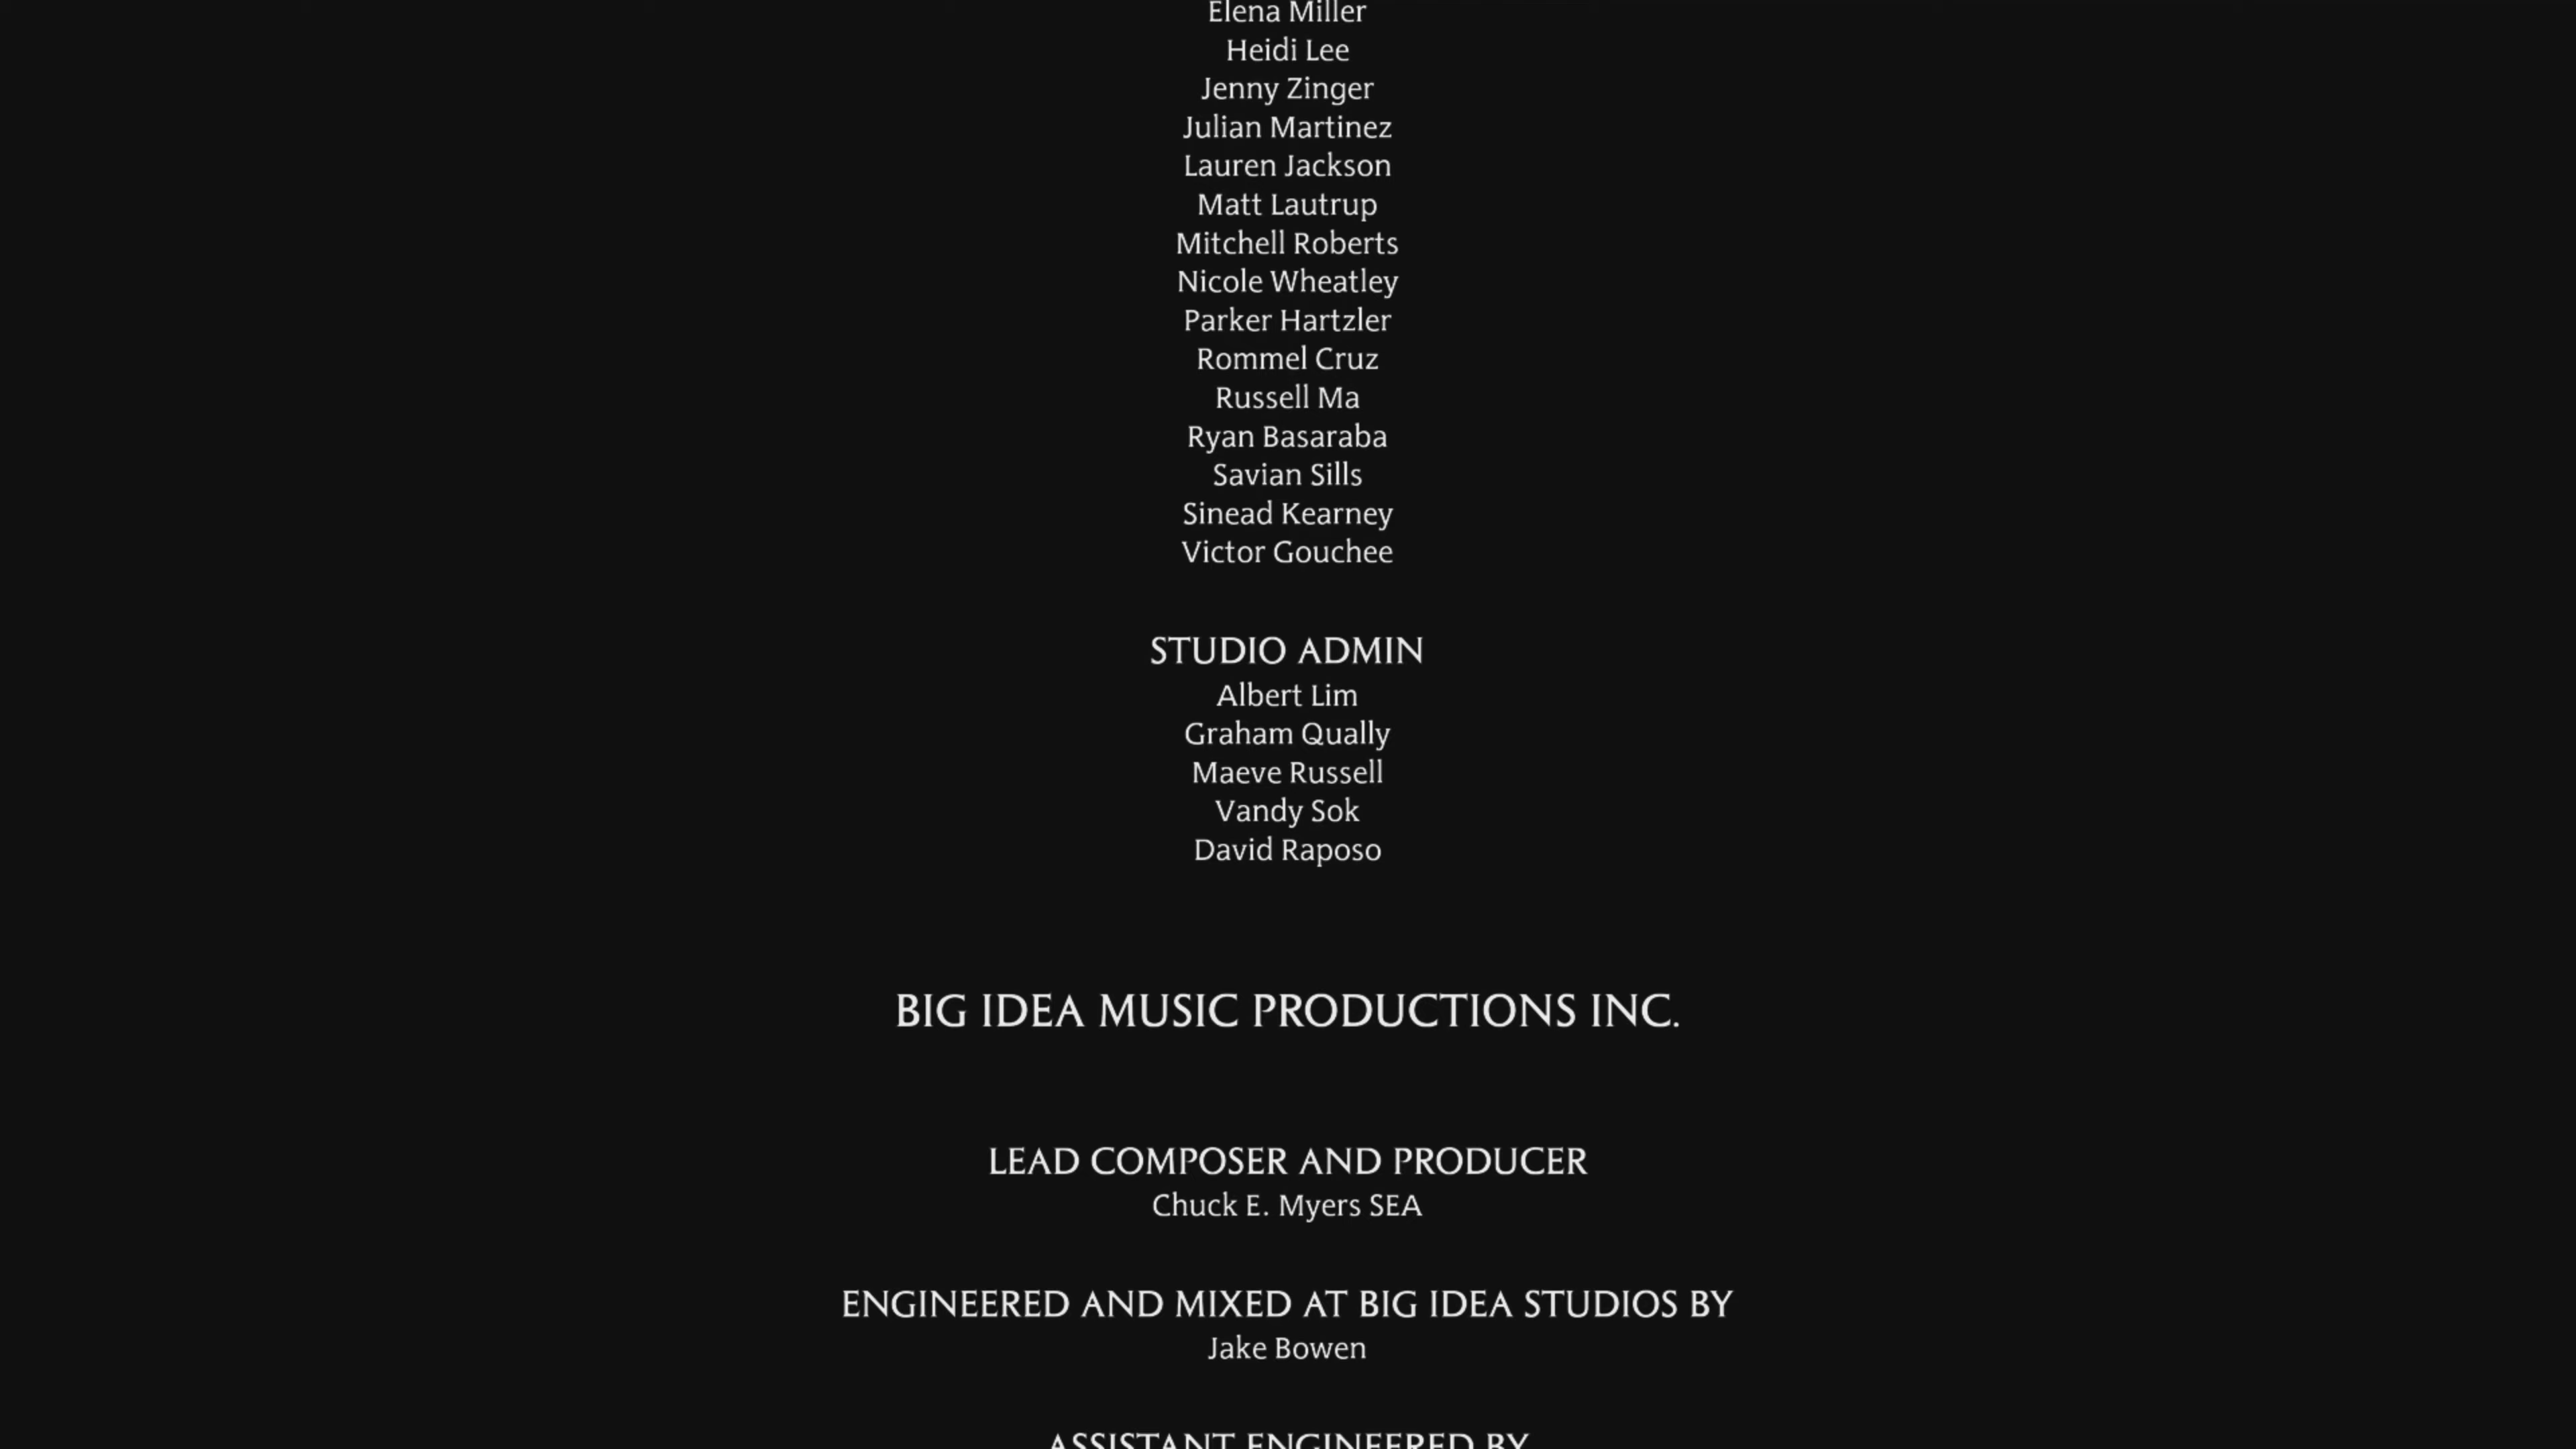 Elena Miller
Heidi Lee
Jenny Zinger
Julian Martinez
Lauren Jackson
Matt Lautrup
Mitchell Roberts
Nicole Wheatley
Parker Hartzler
Rommel Cruz
Russell Ma
Ryan Basaraba
Savian Sills
Sinead Kearney
Victor Gouchee
STUDIO ADMIN
Albert Lim
Graham Qually
Maeve Russell
Vandy Sok
David Raposo
BIG IDEA MUSIC PRODUCTIONS INC.
LEAD COMPOSER AND PRODUCER
Chuck E. Myers SEA
ENGINEERED AND MIXED AT BIG IDEA STUDIOS BY
Jake Bowen
ASSISTANT ENGINEERED BY